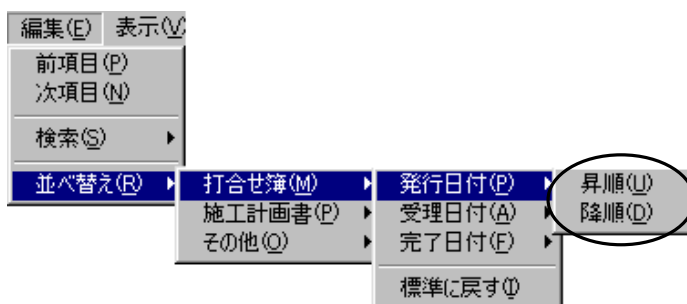 編集(E) 表示(V
前項目(P)
次項目(N)
検索(S)
並べ替え(R)
打合せ簿(M)
施工計画書(P)
その他(O)
発行日付(P)
受理日付(A)
完了日付(F)
標準に戻す(I)
昇順(U)
降順(D)